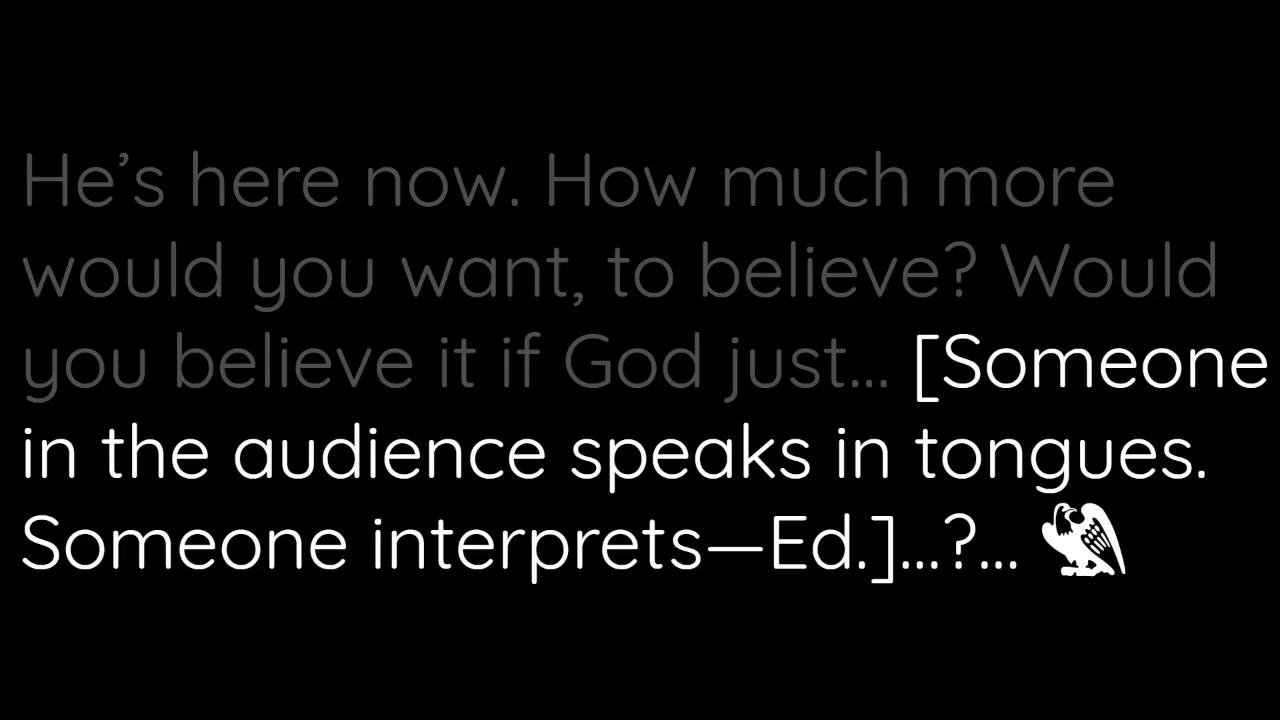 He’s here now. How much more
would you want, to believe? Would
you believe it if God just... [Someone
in the audience speaks in tongues.
Someone interprets—Ed.]...?...